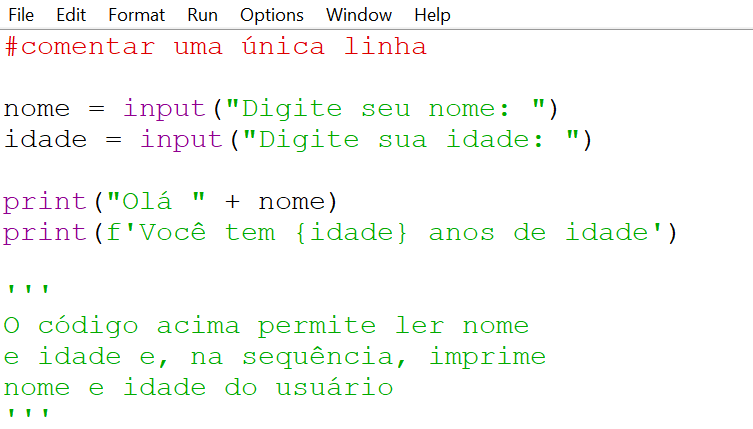 File Edit Format Run Options Window Help
#comentar uma única linha
nome = input("Digite seu nome: ")
idade = input("Digite sua idade: ")
print("Olá " + nome)
print(f'Você tem {idade} anos de idade')
'''
O código acima permite ler nome
e idade e, na sequência, imprime
nome e idade do usuário
'''